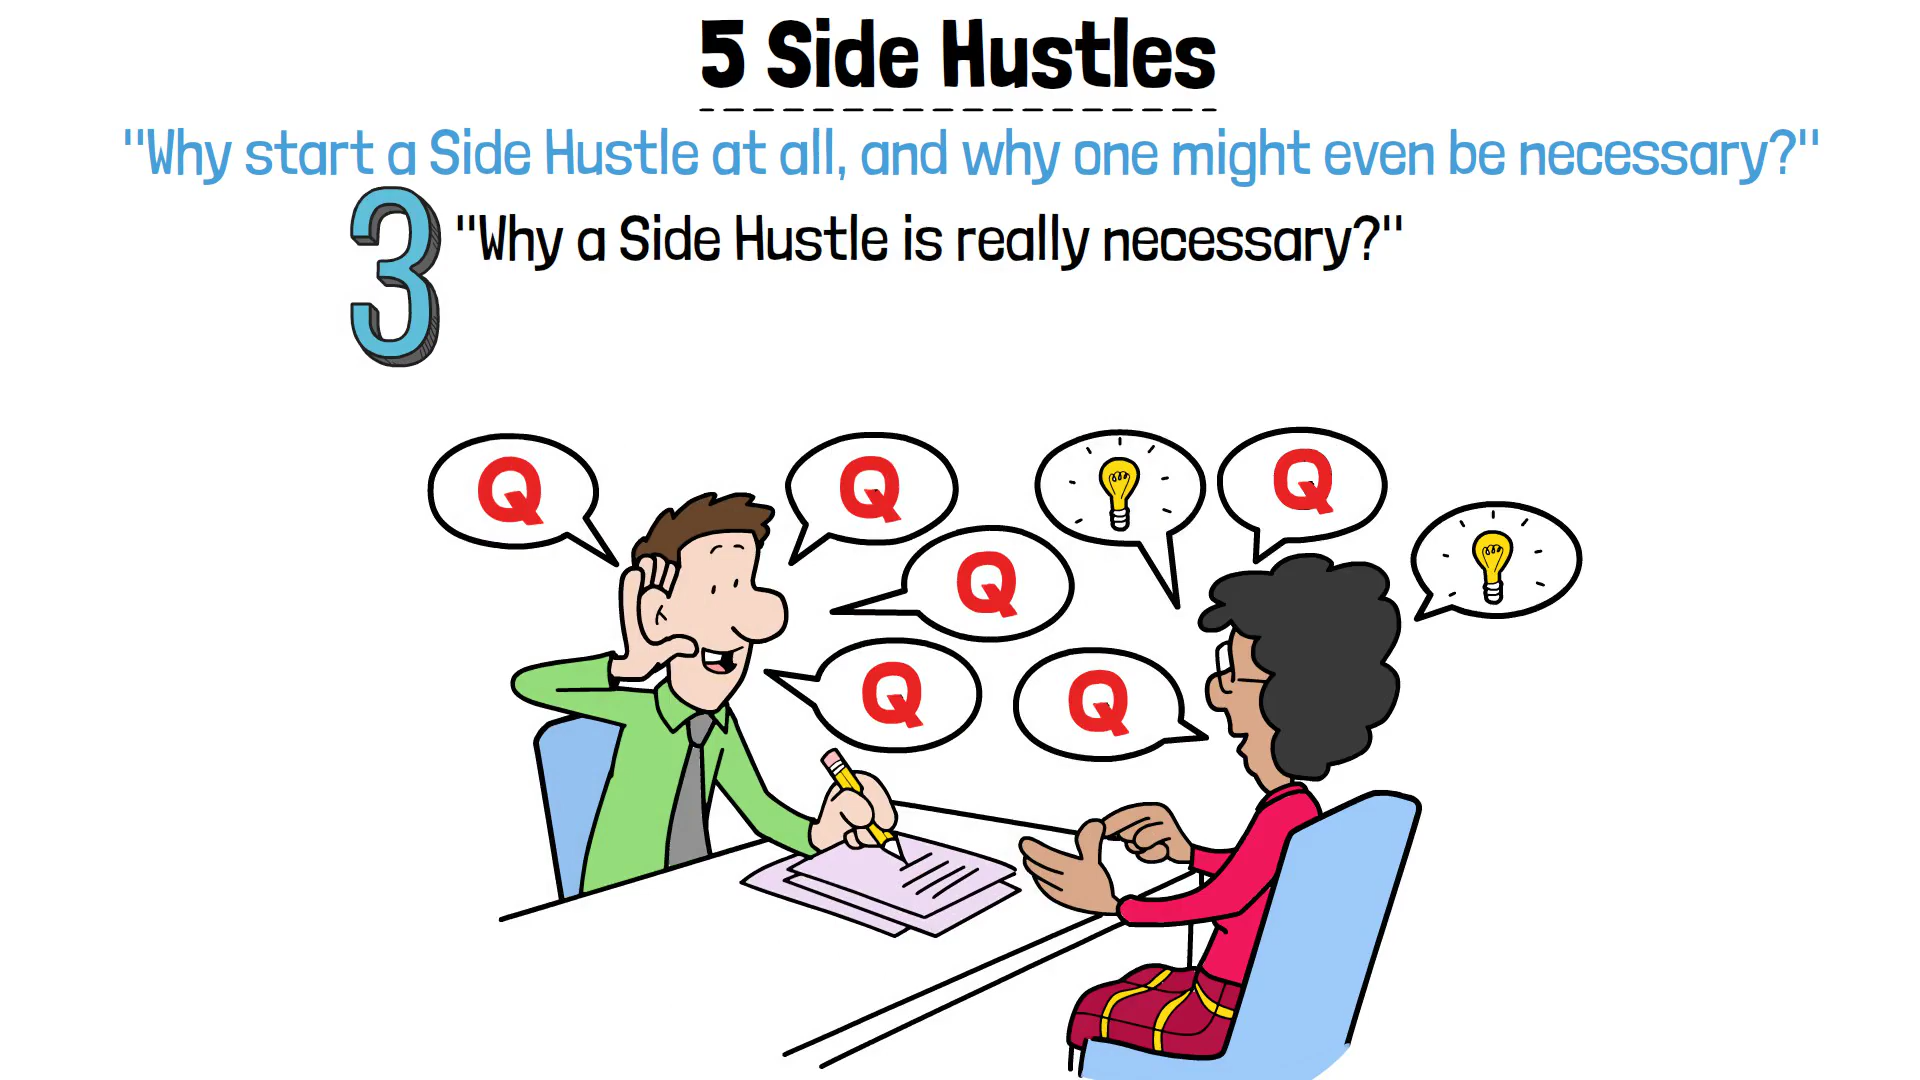 5 Side Hustles
"Why start a Side Hustle at all, and why one might even be necessary?"
3 "Why a Side Hustle is really necessary?"
Q
Q
Q
Q
Q
Q